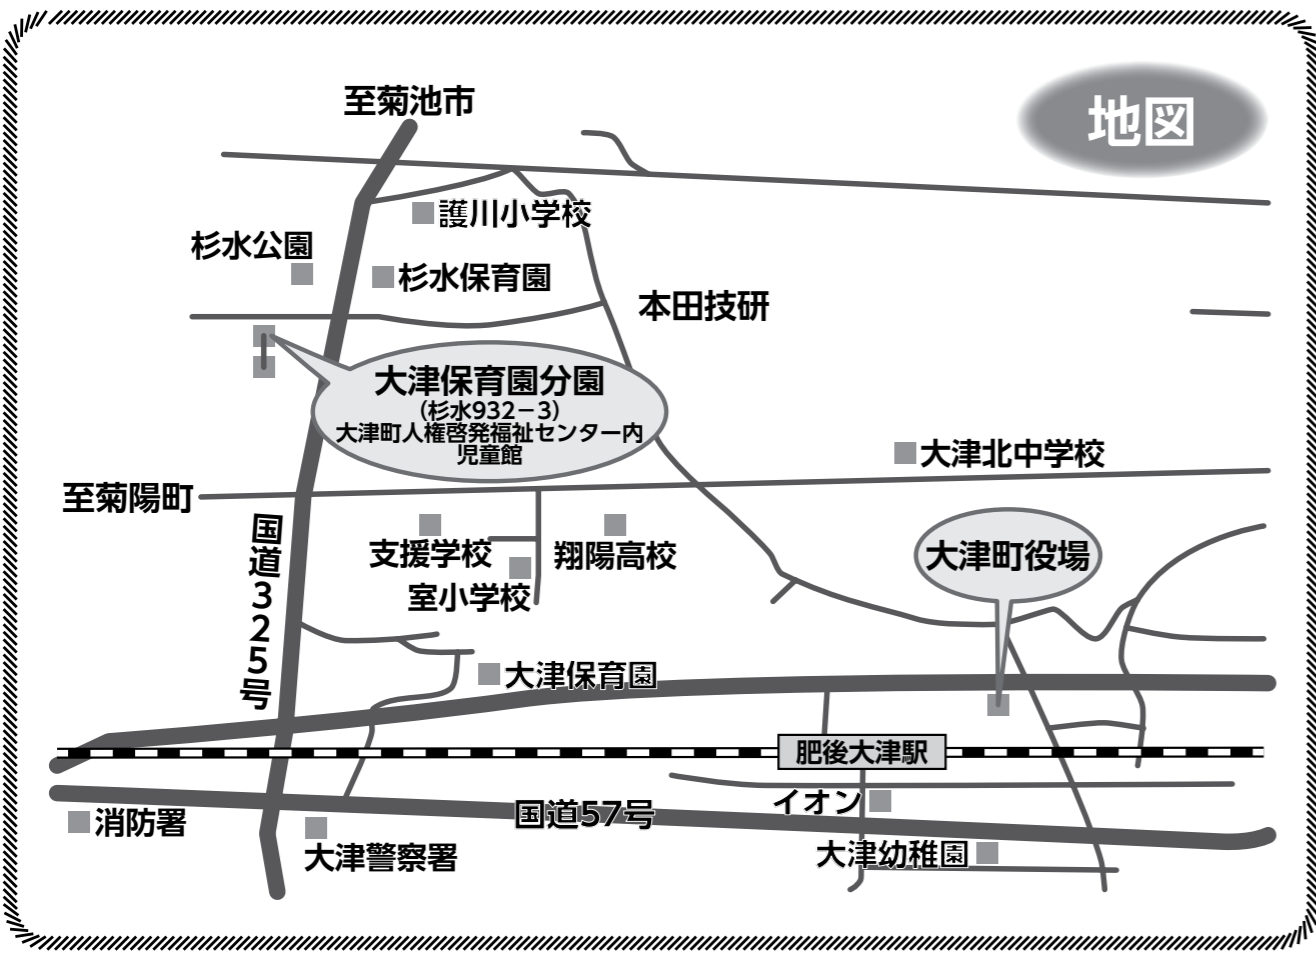 至菊池市
地図
護川小学校
杉水公園
杉水保育園
本田技研
大津保育園分園
（杉水932－3）
大津町人権啓発福祉センター内
児童館
大津北中学校
至菊陽町
国道325号
支援学校
翔陽高校
室小学校
大津町役場
大津保育園
肥後大津駅
イオン
国道57号
消防署
大津警察署
大津幼稚園